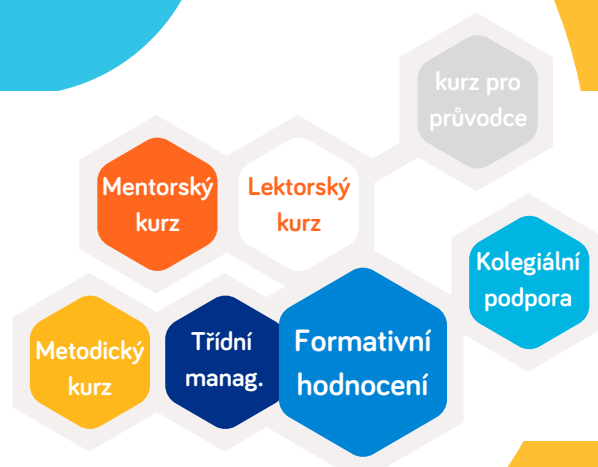 kurz pro
průvodce
Mentorský
kurz
Lektorský
kurz
Kolegiální
podpora
Metodický
kurz
Třídní
manag.
Formativní
hodnocení